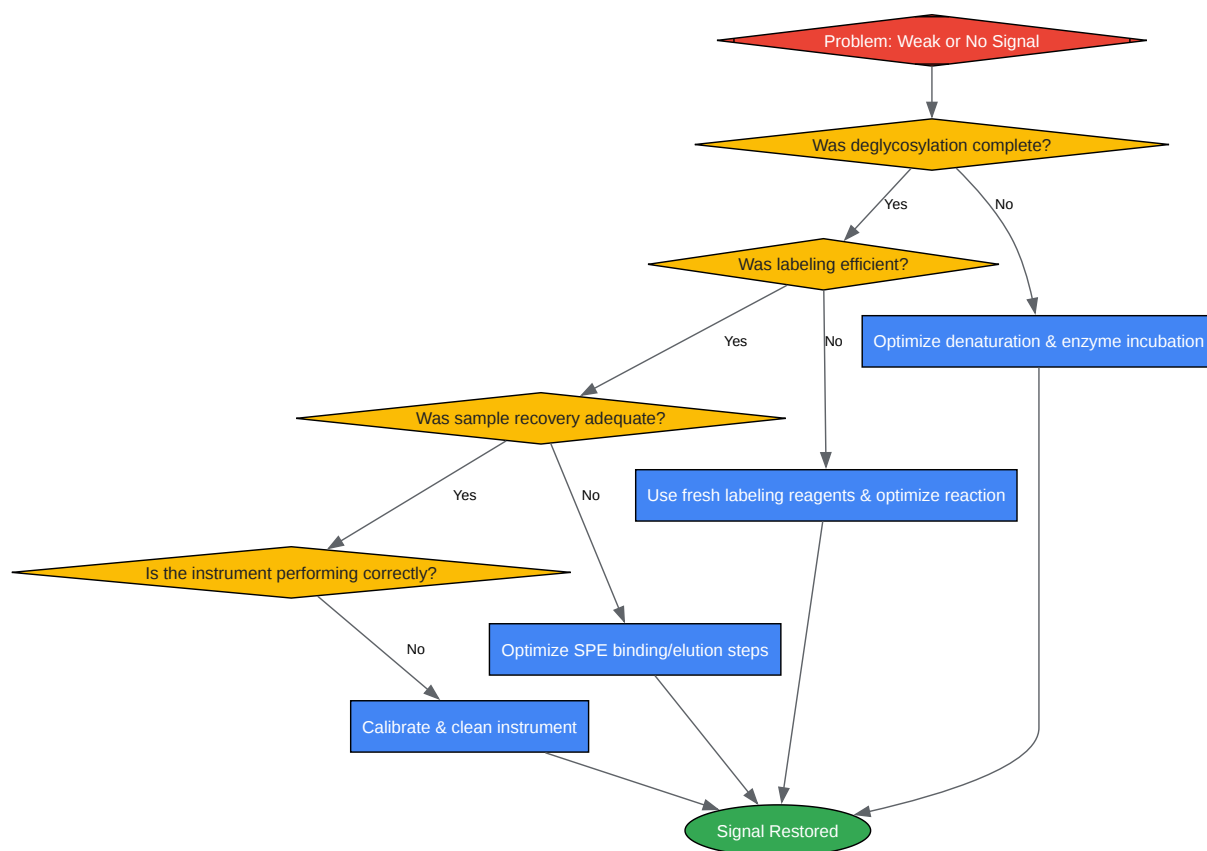 Problem: Weak or No Signal
Was deglycosylation complete?
Yes
No
Was labeling efficient?
Yes
No
Optimize denaturation & enzyme incubation
Was sample recovery adequate?
Yes
No
Use fresh labeling reagents & optimize reaction
Is the instrument performing correctly?
No
Optimize SPE binding/elution steps
Calibrate & clean instrument
Signal Restored